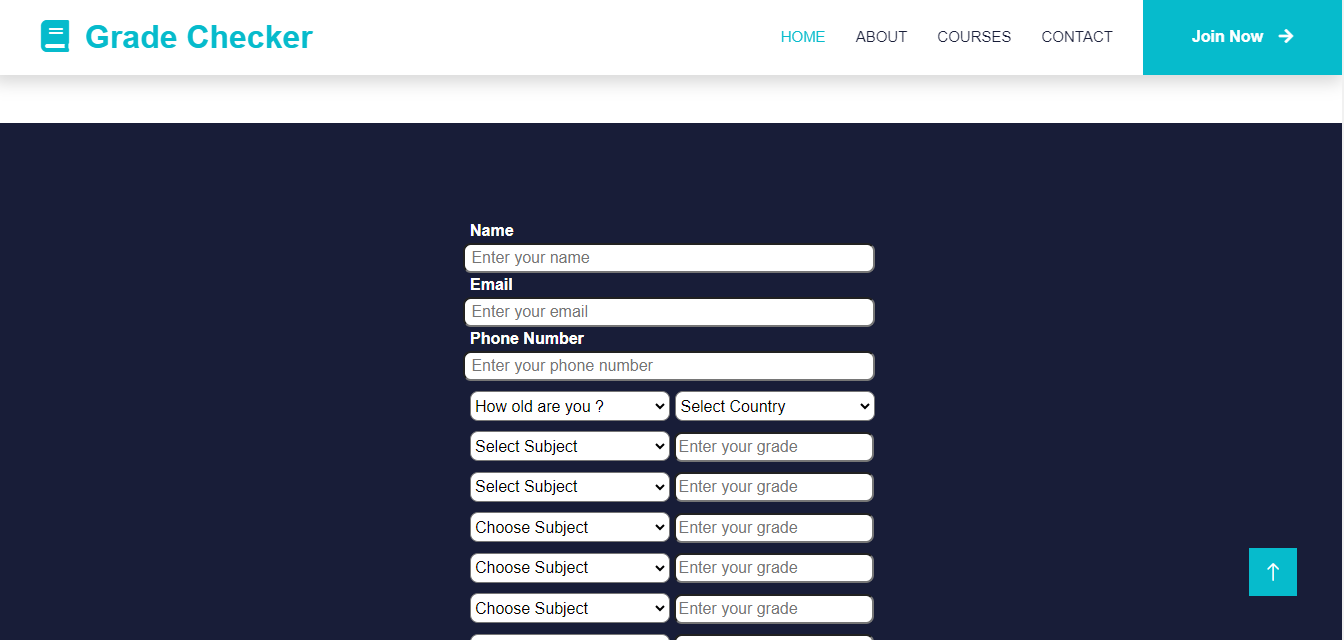 Grade Checker HOME ABOUT COURSES CONTACT Join Now
Name
Enter your name
Email
Enter your email
Phone Number
Enter your phone number
How old are you ? Select Country
Select Subject Enter your grade
Select Subject Enter your grade
Choose Subject Enter your grade
Choose Subject Enter your grade
Choose Subject Enter your grade